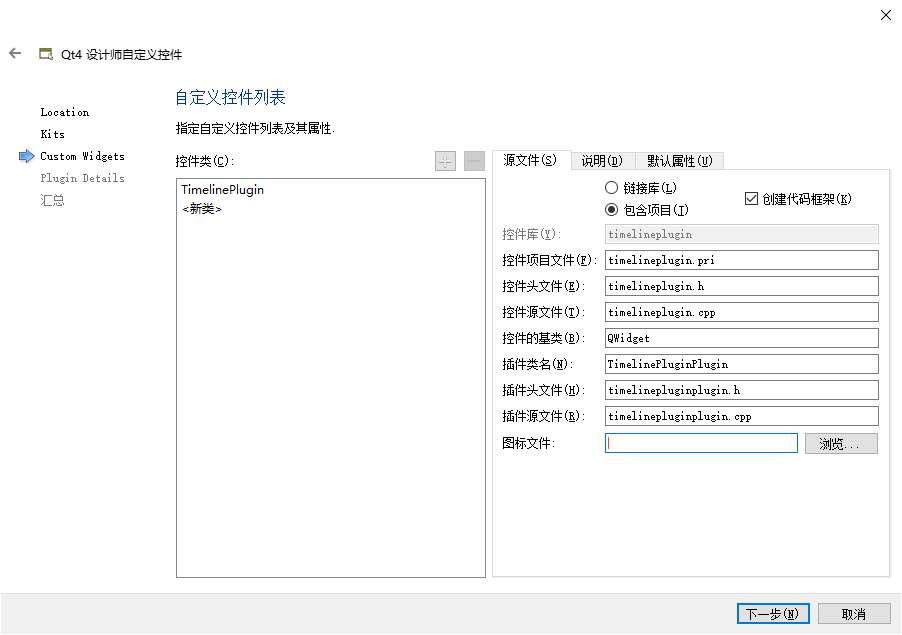 Qt4 设计师自定义控件
Location
Kits
Custom Widgets
Plugin Details
汇总
自定义控件列表
指定自定义控件列表及其属性.
控件类(C):
TimelinePlugin
<新类>
源文件(S) 说明(D) 默认属性(U)
链接库(L)
包含项目(I)
创建代码框架(K)
控件库(Y): timelineplugin
控件项目文件(F): timelineplugin.pri
控件头文件(E): timelineplugin.h
控件源文件(T): timelineplugin.cpp
控件的基类(B): QWidget
插件类名(N): TimelinePluginPlugin
插件头文件(H): timelinepluginplugin.h
插件源文件(R): timelinepluginplugin.cpp
图标文件: 浏览...
下一步(N) 取消